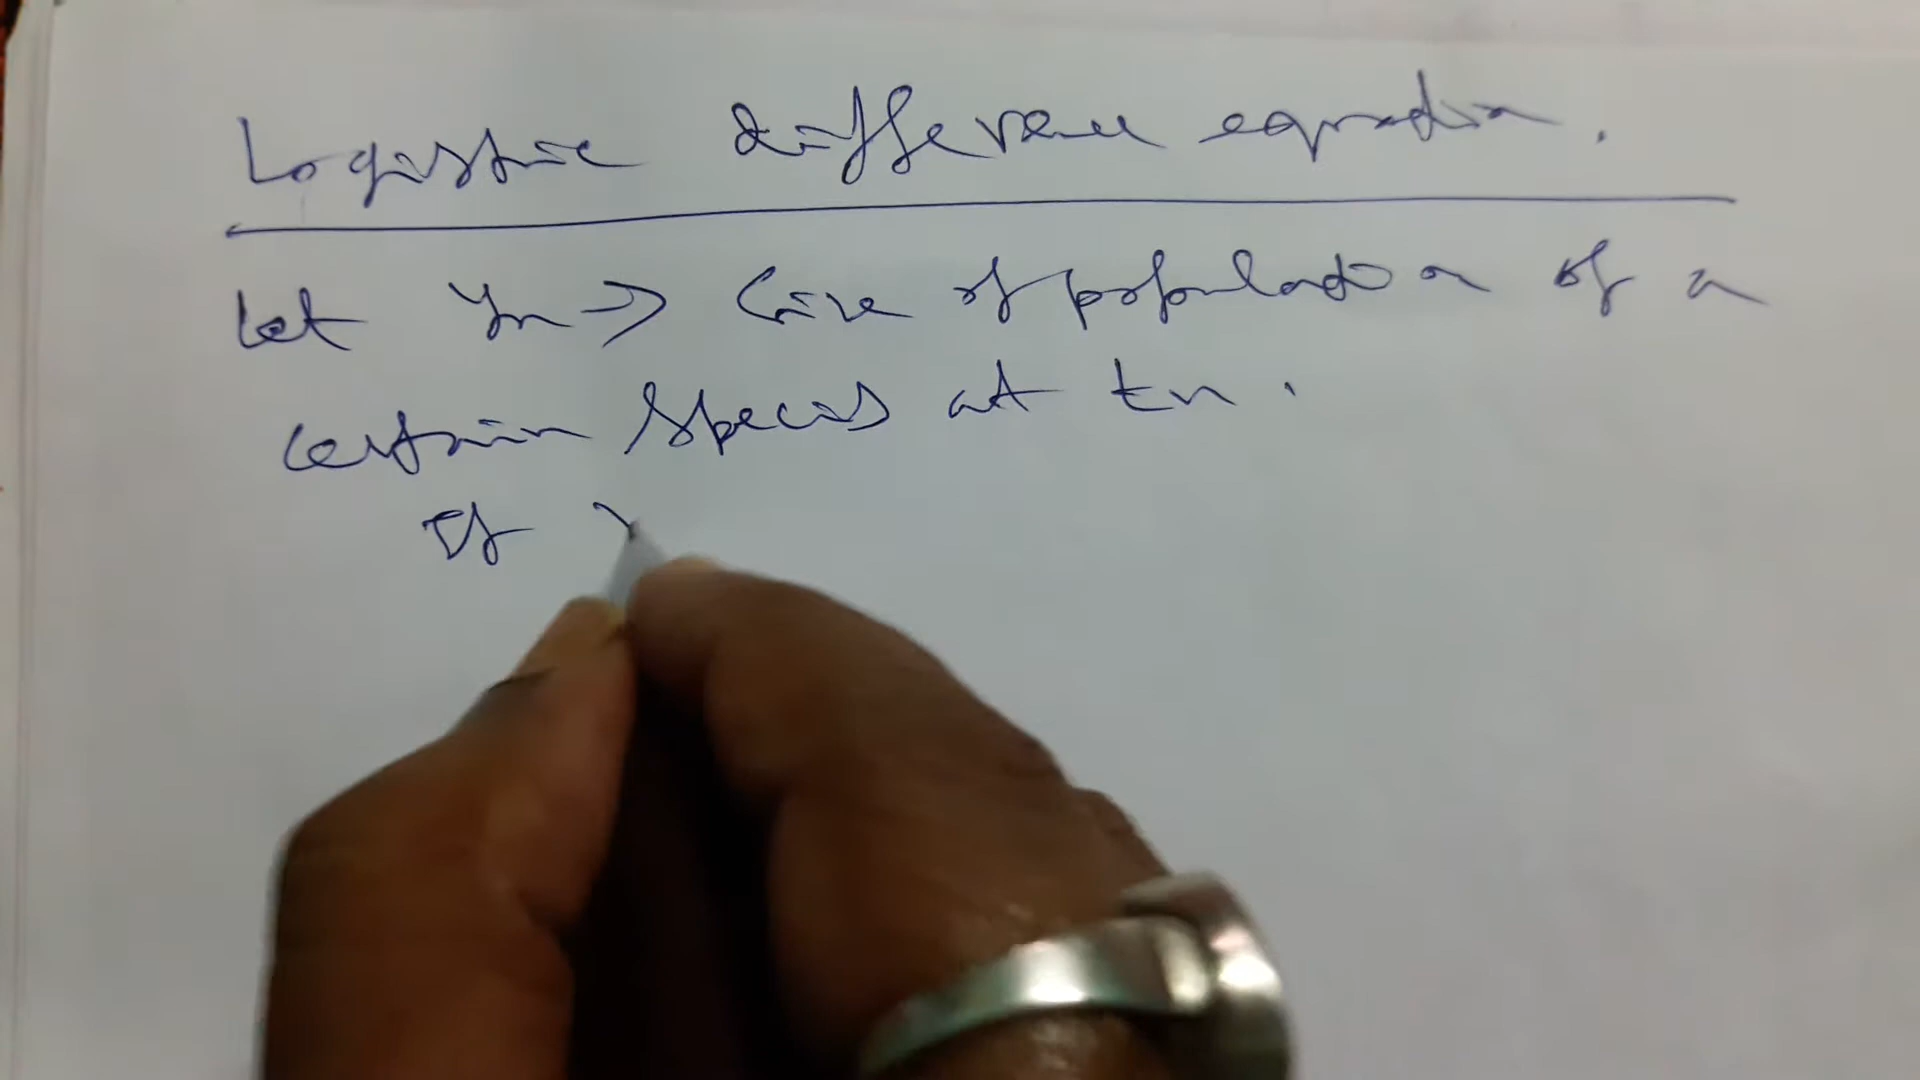 Logistic difference equation.
Let yn → Size of population of a
certain species at tn.
If